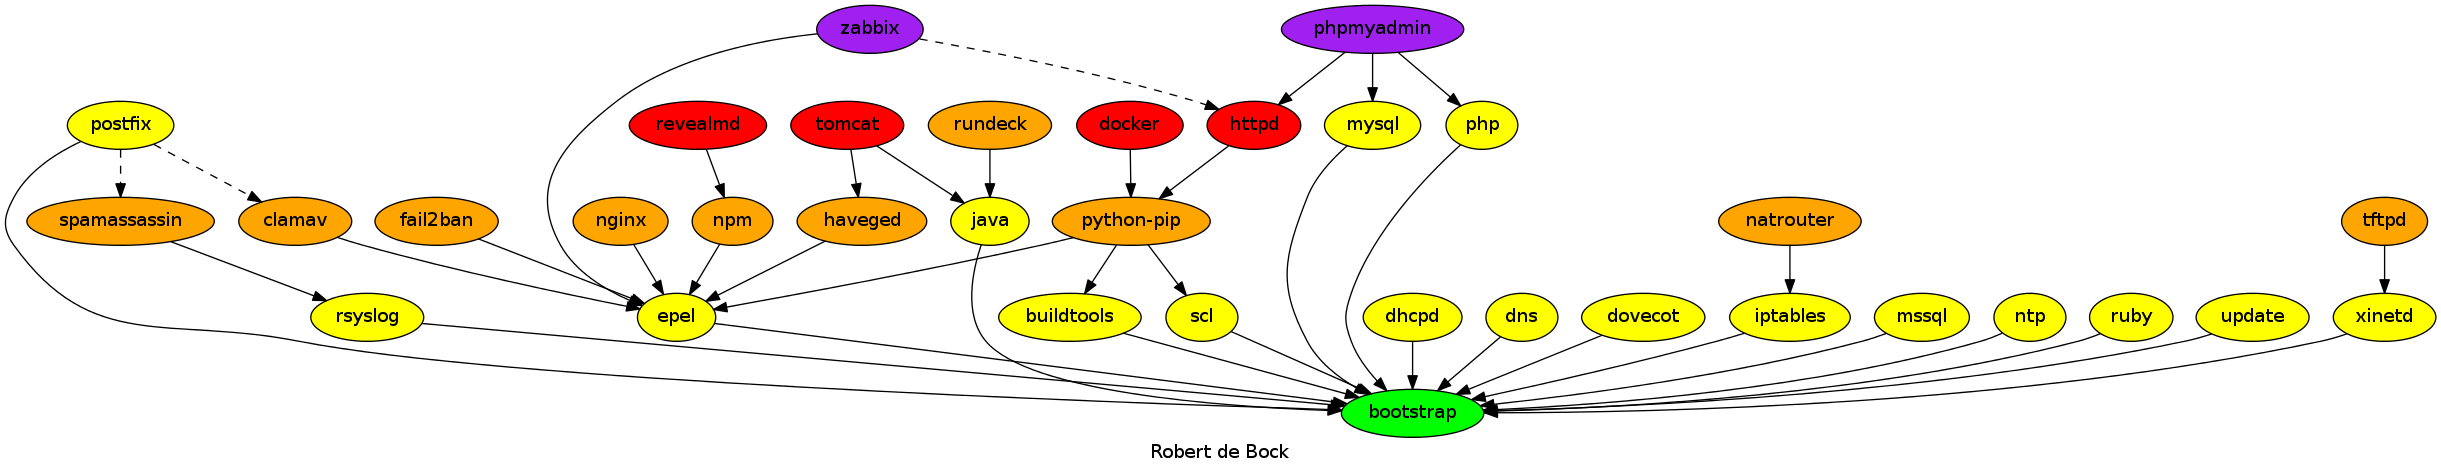 zabbix
phpmyadmin
postfix
revealmd
tomcat
rundeck
docker
httpd
mysql
php
spamassassin
clamav
fail2ban
nginx
npm
haveged
java
python-pip
natrouter
tftpd
rsyslog
epel
buildtools
scl
dhcpd
dns
dovecot
iptables
mssql
ntp
ruby
update
xinetd
bootstrap
Robert de Bock